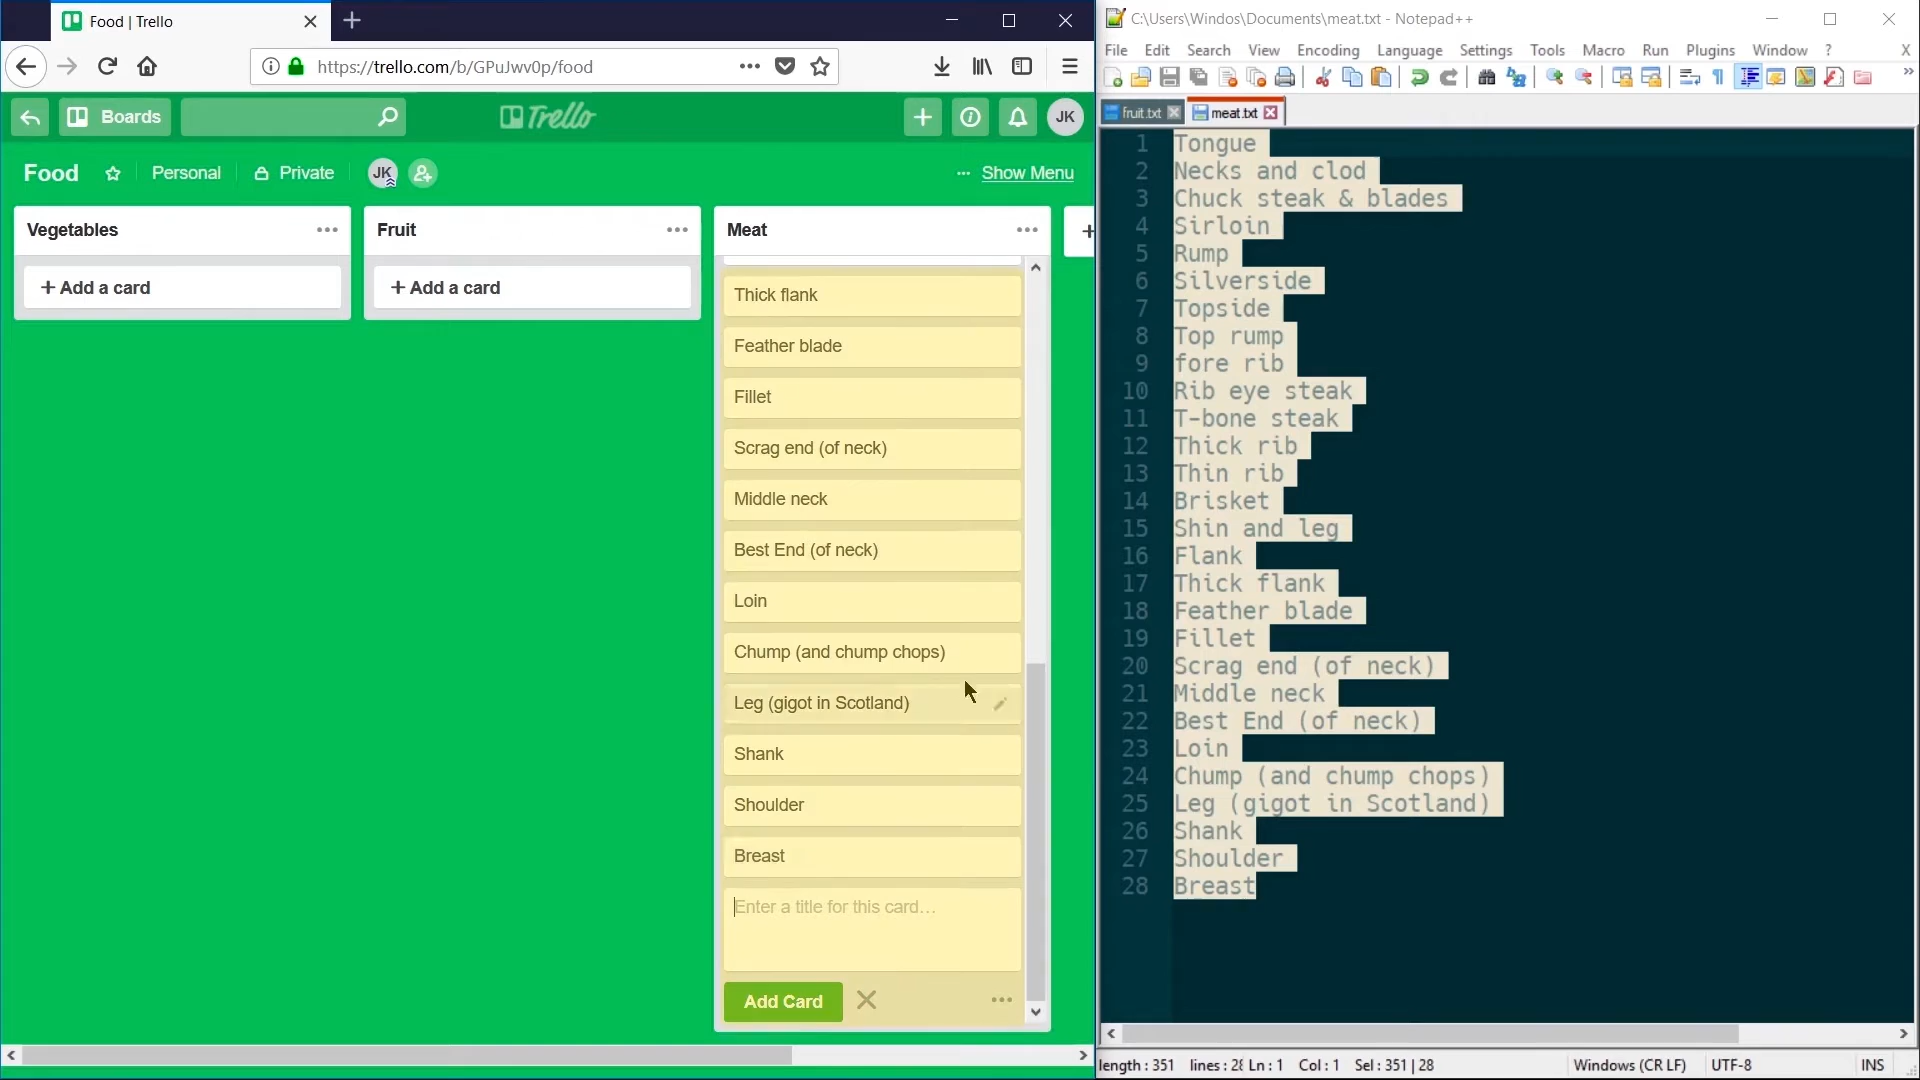 Food | Trello
https://trello.com/b/GPuJwv0p/food
Boards
Trello
JK
Food
Personal
Private
JK
Show Menu
Vegetables
+ Add a card
Fruit
+ Add a card
Meat
Thick flank
Feather blade
Fillet
Scrag end (of neck)
Middle neck
Best End (of neck)
Loin
Chump (and chump chops)
Leg (gigot in Scotland)
Shank
Shoulder
Breast
Enter a title for this card…
Add Card
C:\Users\Windos\Documents\meat.txt - Notepad++
File Edit Search View Encoding Language Settings Tools Macro Run Plugins Window ? X
fruit.txt meat.txt
1 Tongue
2 Necks and clod
3 Chuck steak & blades
4 Sirloin
5 Rump
6 Silverside
7 Topside
8 Top rump
9 fore rib
10 Rib eye steak
11 T-bone steak
12 Thick rib
13 Thin rib
14 Brisket
15 Shin and leg
16 Flank
17 Thick flank
18 Feather blade
19 Fillet
20 Scrag end (of neck)
21 Middle neck
22 Best End (of neck)
23 Loin
24 Chump (and chump chops)
25 Leg (gigot in Scotland)
26 Shank
27 Shoulder
28 Breast
length : 351 lines : 28 Ln : 1 Col : 1 Sel : 351 | 28 Windows (CR LF) UTF-8 INS